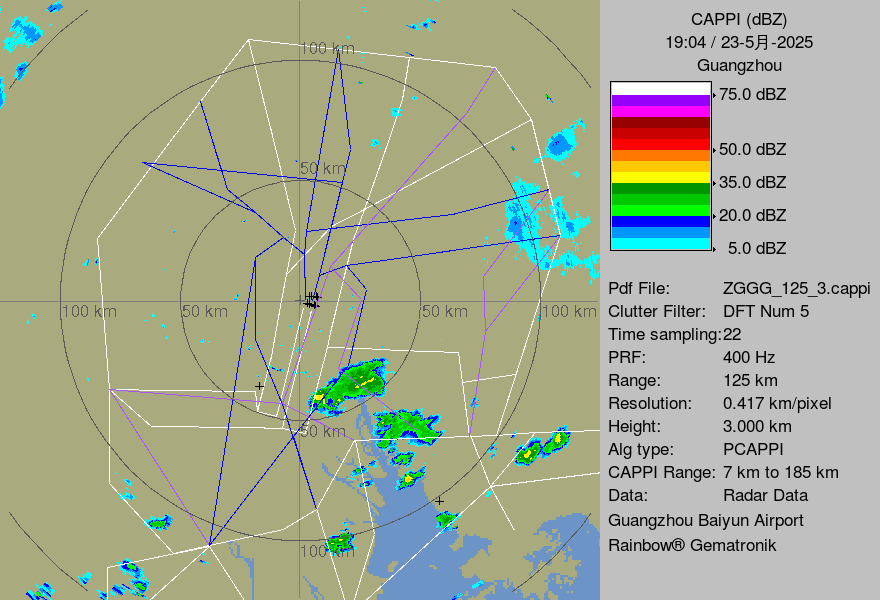 100 km
50 km
100 km
50 km
50 km
100 km
50 km
100 km
CAPPI (dBZ)
19:04 / 23-5月-2025
Guangzhou
75.0 dBZ
50.0 dBZ
35.0 dBZ
20.0 dBZ
5.0 dBZ
Pdf File: ZGGG_125_3.cappi
Clutter Filter: DFT Num 5
Time sampling:22
PRF: 400 Hz
Range: 125 km
Resolution: 0.417 km/pixel
Height: 3.000 km
Alg type: PCAPPI
CAPPI Range: 7 km to 185 km
Data: Radar Data
Guangzhou Baiyun Airport
Rainbow® Gematronik